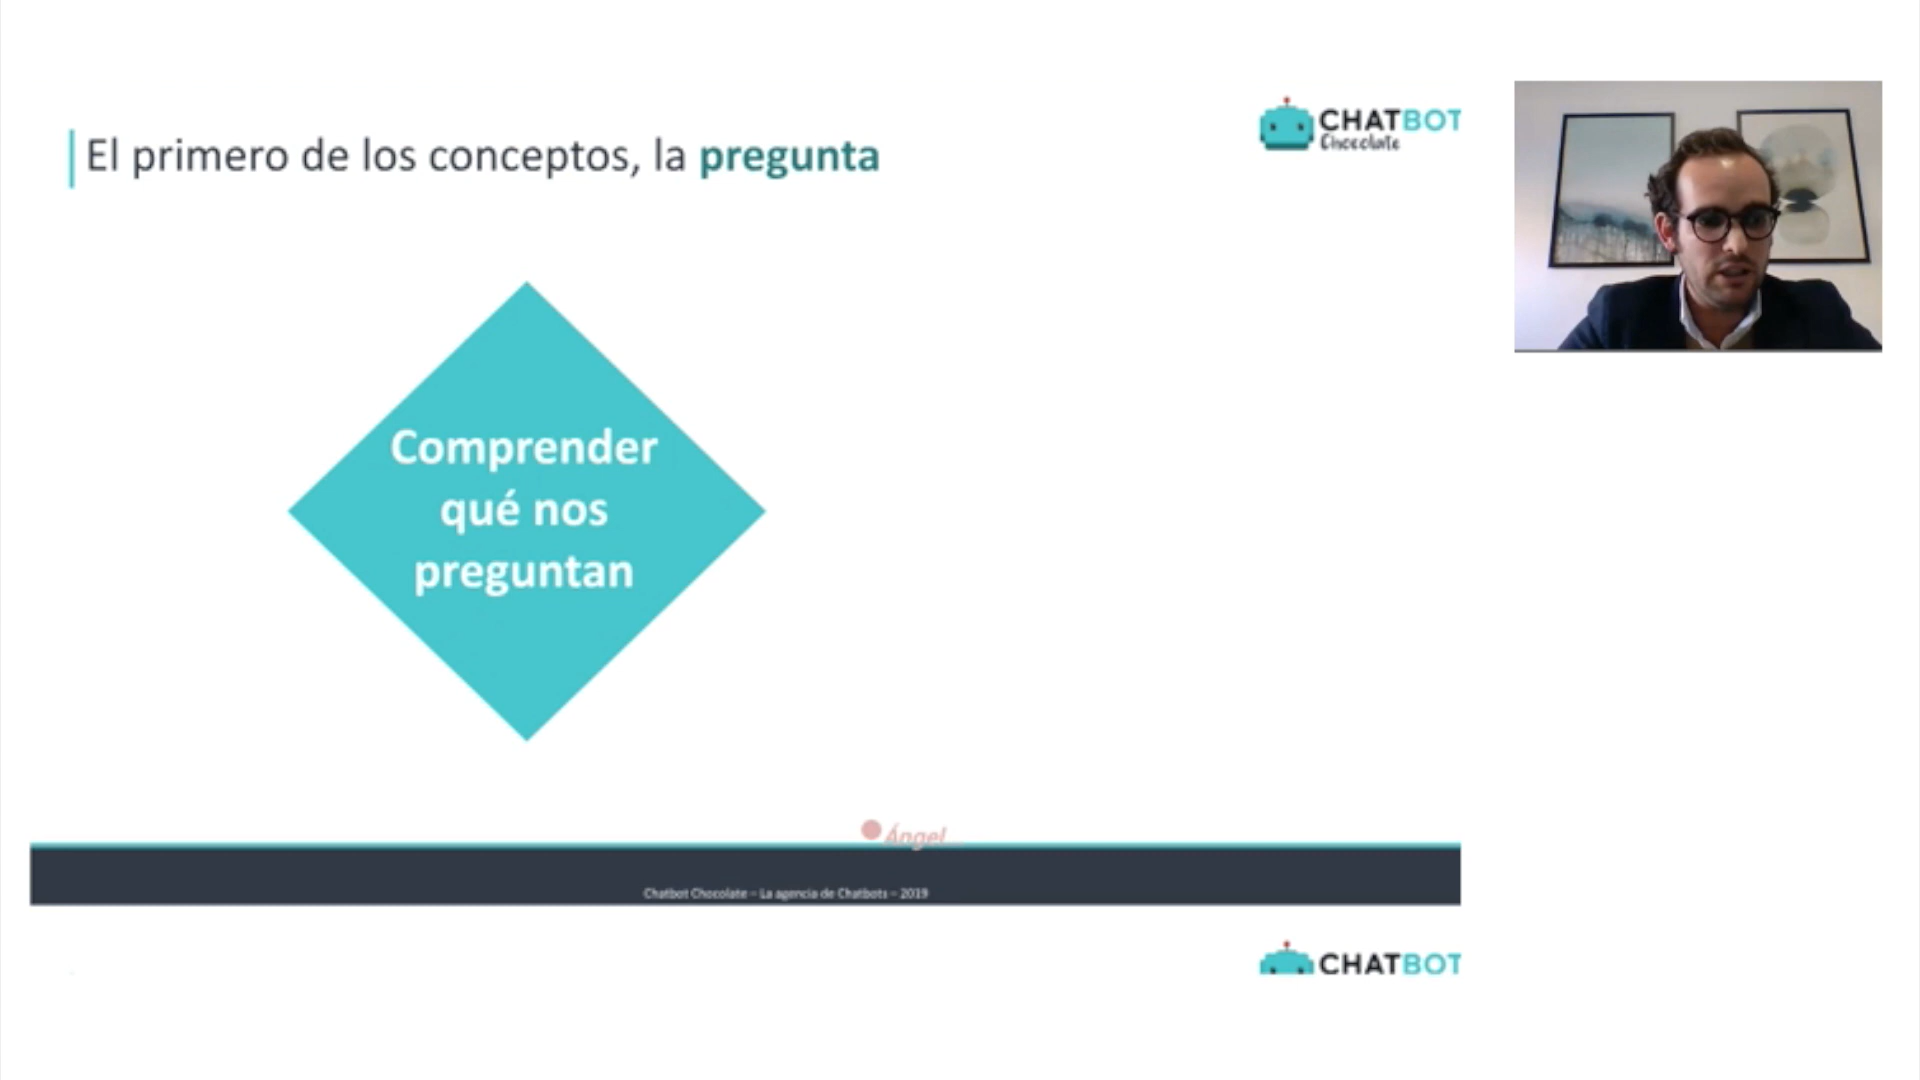 El primero de los conceptos, la pregunta
CHATBOT
Chocolate
Comprender
qué nos
preguntan
Ángel...
Chatbot Chocolate – La agencia de Chatbots – 2019
CHATBOT